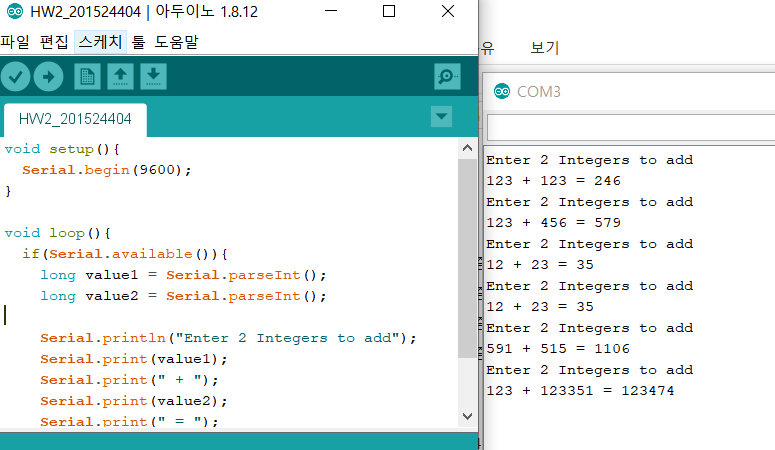 HW2_201524404 | 아두이노 1.8.12
파일 편집 스케치 툴 도움말
HW2_201524404
void setup(){
  Serial.begin(9600);
}
void loop(){
  if(Serial.available()){
    long value1 = Serial.parseInt();
    long value2 = Serial.parseInt();
    Serial.println("Enter 2 Integers to add");
    Serial.print(value1);
    Serial.print(" + ");
    Serial.print(value2);
    Serial.print(" = ");
보기
COM3
Enter 2 Integers to add
123 + 123 = 246
Enter 2 Integers to add
123 + 456 = 579
Enter 2 Integers to add
12 + 23 = 35
Enter 2 Integers to add
12 + 23 = 35
Enter 2 Integers to add
591 + 515 = 1106
Enter 2 Integers to add
123 + 123351 = 123474